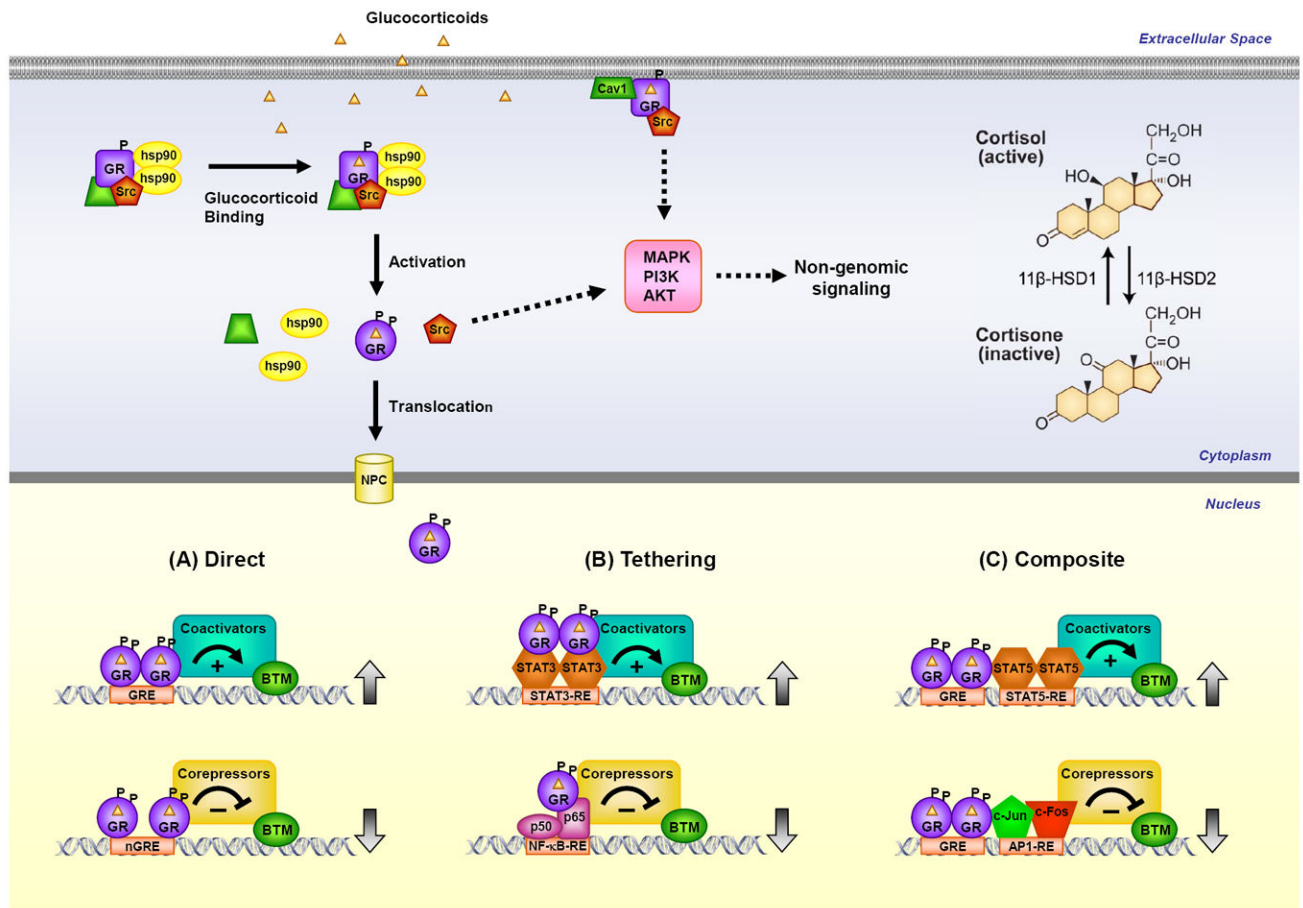 Glucocorticoids
Extracellular Space
P
Cav1
GR
Src
P
GR
hsp90
hsp90
Src
Glucocorticoid
Binding
P
GR
hsp90
hsp90
Src
Cortisol
(active)
CH₂OH
C=O
HO
OH
O
11β-HSD1
11β-HSD2
Cortisone
(inactive)
CH₂OH
C=O
O
OH
O
Activation
MAPK
PI3K
AKT
Non-genomic
signaling
hsp90
hsp90
P P
GR
Src
Translocation
Cytoplasm
NPC
Nucleus
P P
GR
(A) Direct
(B) Tethering
(C) Composite
P P
P P
GR
GR
Coactivators
+
BTM
GRE
P P
P P
GR
GR
Coactivators
STAT3
STAT3
+
BTM
STAT3-RE
P P
P P
GR
GR
STAT5
STAT5
Coactivators
+
BTM
GRE
STAT5-RE
P P
P P
GR
GR
Corepressors
–
BTM
nGRE
P P
GR
Corepressors
p50
p65
–
BTM
NF-κB-RE
P P
P P
GR
GR
c-Jun
c-Fos
Corepressors
–
BTM
GRE
AP1-RE